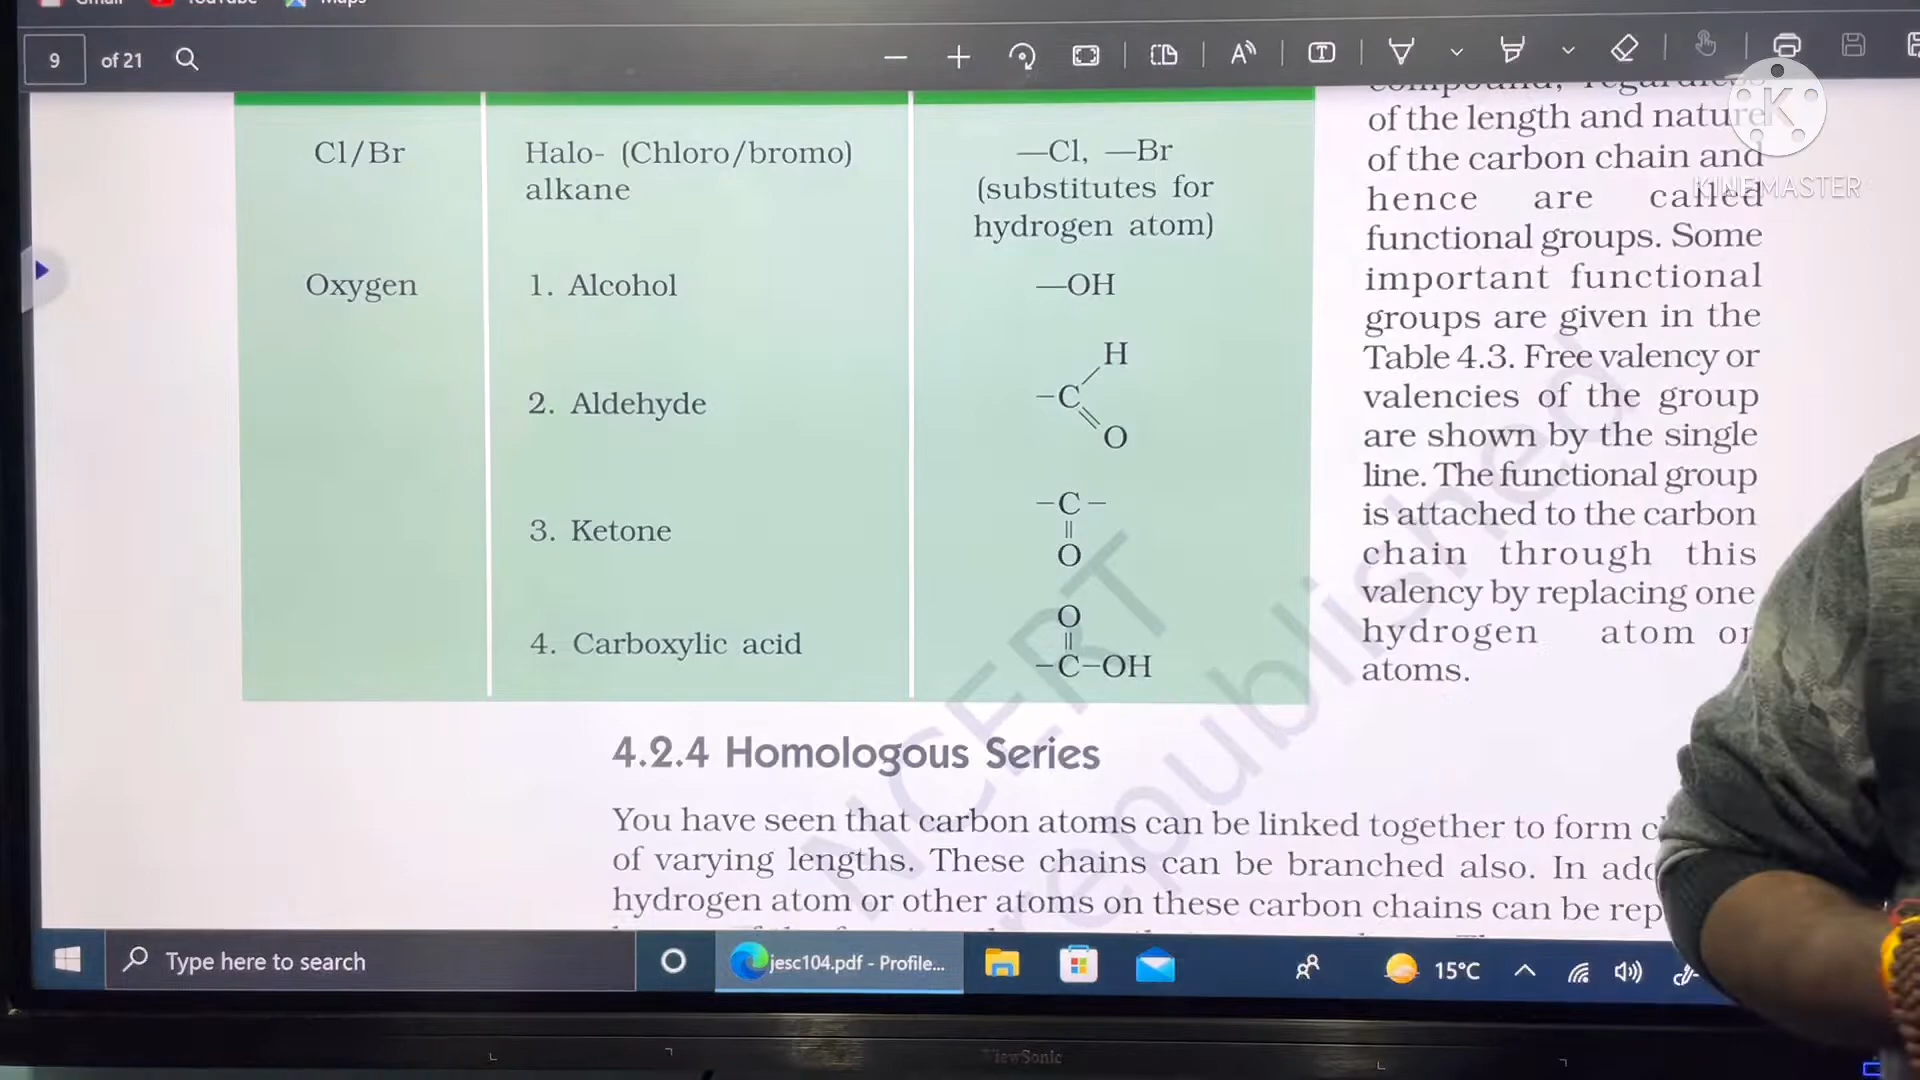 Gmail
YouTube
Maps
9
of 21
compound, regardless
of the length and nature
of the carbon chain and
hence are called
functional groups. Some
important functional
groups are given in the
Table 4.3. Free valency or
valencies of the group
are shown by the single
line. The functional group
is attached to the carbon
chain through this
valency by replacing one
hydrogen atom or
atoms.
K
KINEMASTER
Cl/Br
Halo- (Chloro/bromo)
alkane
—Cl, —Br
(substitutes for
hydrogen atom)
Oxygen
1. Alcohol
—OH
2. Aldehyde
H
–C
O
3. Ketone
–C–
O
4. Carboxylic acid
O
–C–OH
NCERT
republished
4.2.4 Homologous Series
You have seen that carbon atoms can be linked together to form c
of varying lengths. These chains can be branched also. In add
hydrogen atom or other atoms on these carbon chains can be rep
Type here to search
jesc104.pdf - Profile...
15°C
ViewSonic